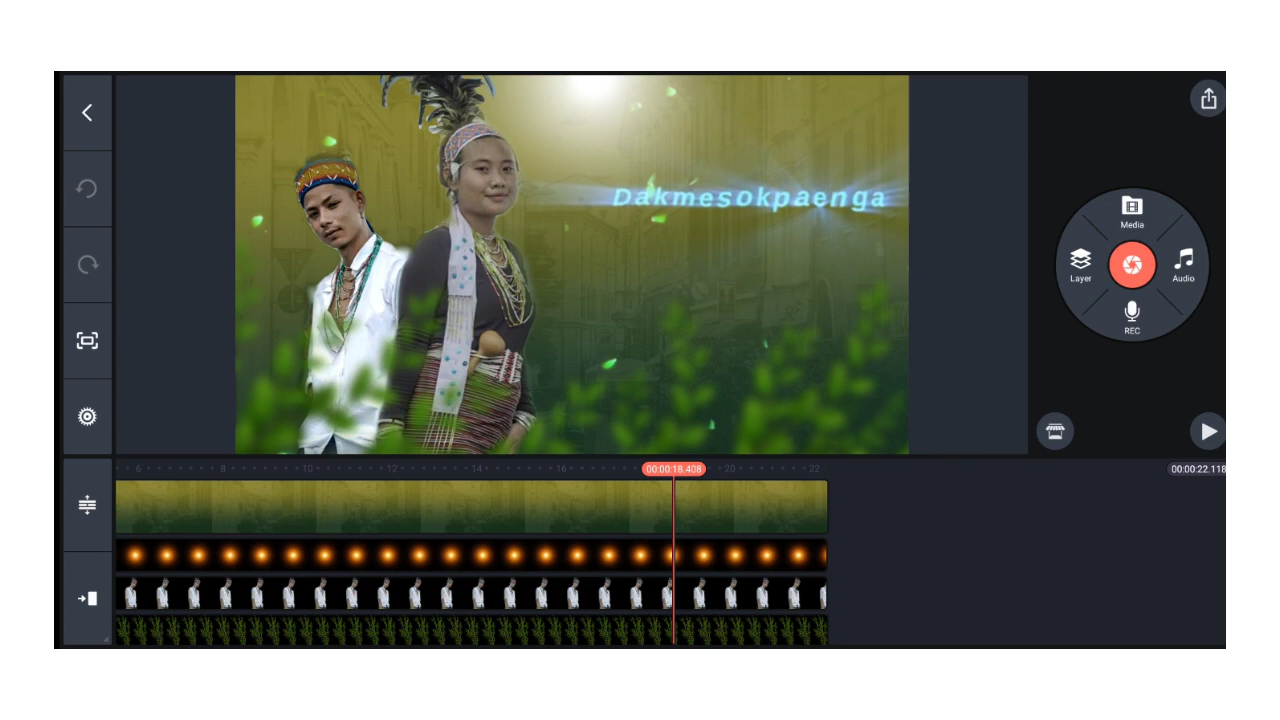 Dakmesokpaenga
Media
Layer
Audio
REC
6 8 10 12 14 16 00:00:18.408 20 22 00:00:22.118